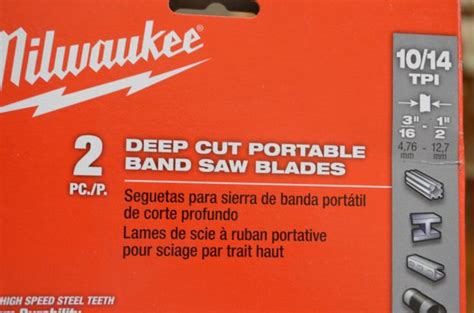 Milwaukee
10/14
TPI
3" - 1"
16 2
4,76 - 12,7
mm mm
2
PC./P.
DEEP CUT PORTABLE
BAND SAW BLADES
Seguetas para sierra de banda portátil
de corte profundo
Lames de scie à ruban portative
pour sciage par trait haut
HIGH SPEED STEEL TEETH
Durability